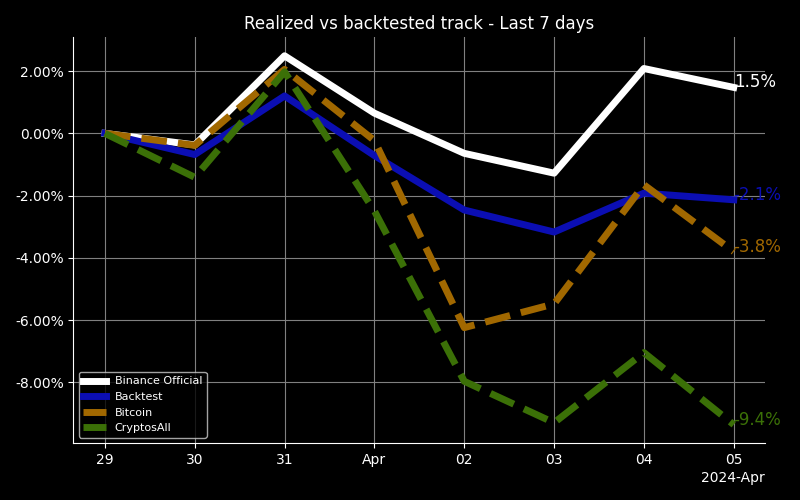 Realized vs backtested track - Last 7 days
2.00%
0.00%
-2.00%
-4.00%
-6.00%
-8.00%
1.5%
-2.1%
-3.8%
-9.4%
Binance Official
Backtest
Bitcoin
CryptosAll
29 30 31 Apr 02 03 04 05
2024-Apr